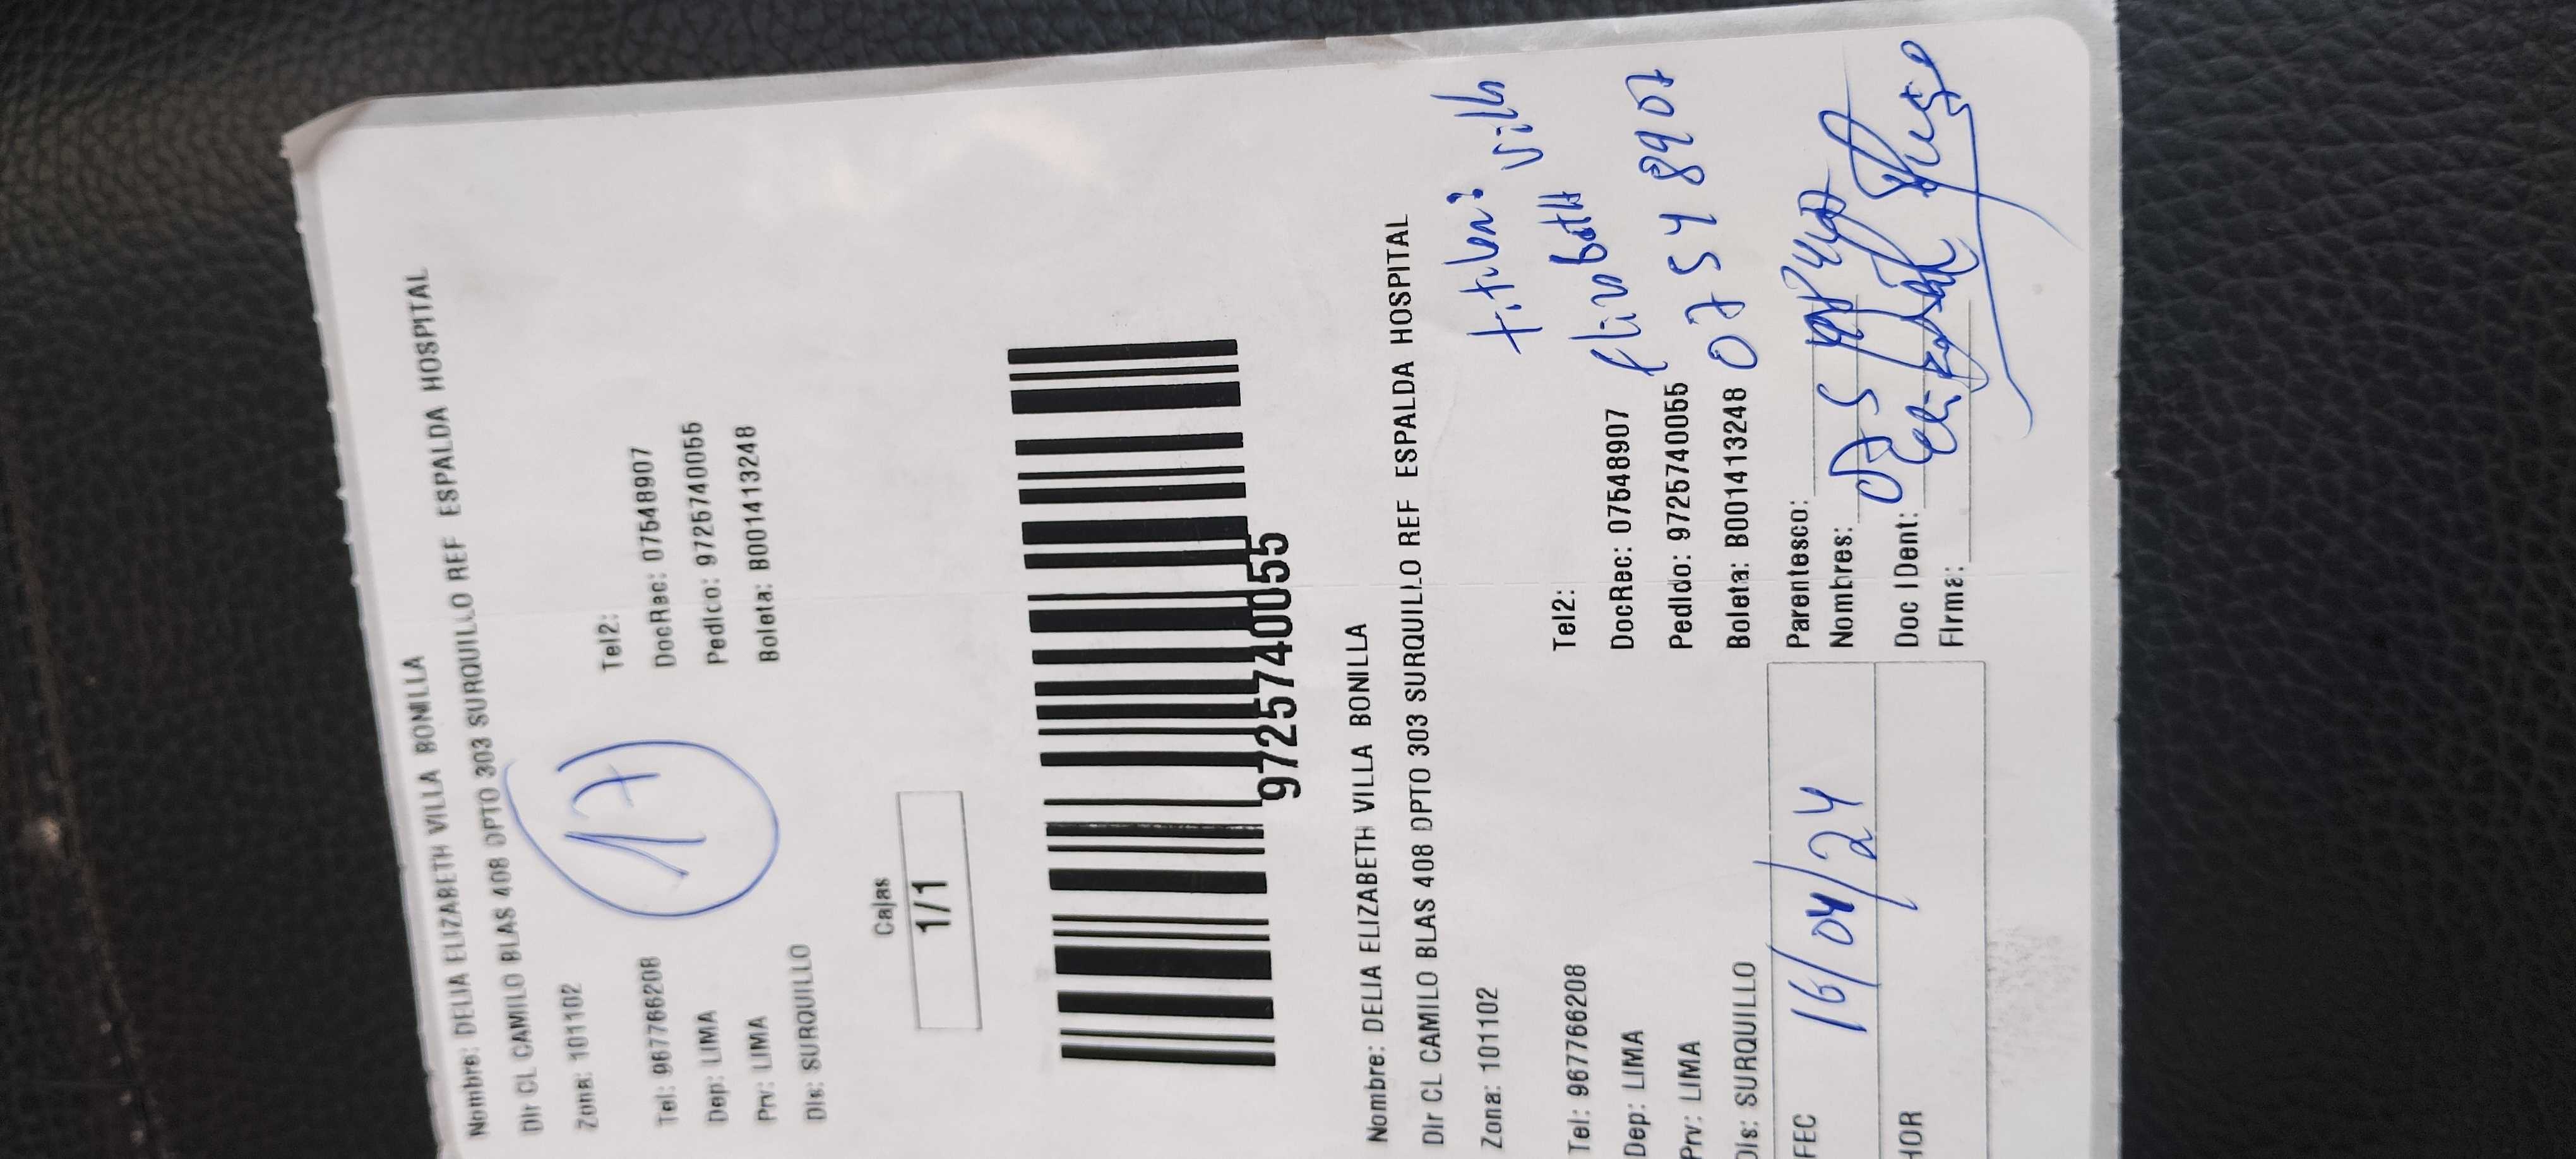 Nombre: DELIA ELIZABETH VILLA BONILLA
Dir CL CAMILO BLAS 408 DPTO 303 SURQUILLO REF ESPALDA HOSPITAL
Zona: 101102
Tel: 967766208 Tel2:
Dep: LIMA DocRec: 07548907
Prv: LIMA Pedido: 9725740055
Dis: SURQUILLO Boleta: B001413248
17
Cajas
1/1
9725740055
Nombre: DELIA ELIZABETH VILLA BONILLA
Dir CL CAMILO BLAS 408 DPTO 303 SURQUILLO REF ESPALDA HOSPITAL
Zona: 101102
titular:
Tel: 967766208 Tel2:
Dep: LIMA DocRec: 07548907
Prv: LIMA Pedido: 9725740055
Dis: SURQUILLO Boleta: B001413248
07548907
FEC 16/04/24
HOR
Parentesco:
Nombres:
Doc IDent:
Firma: